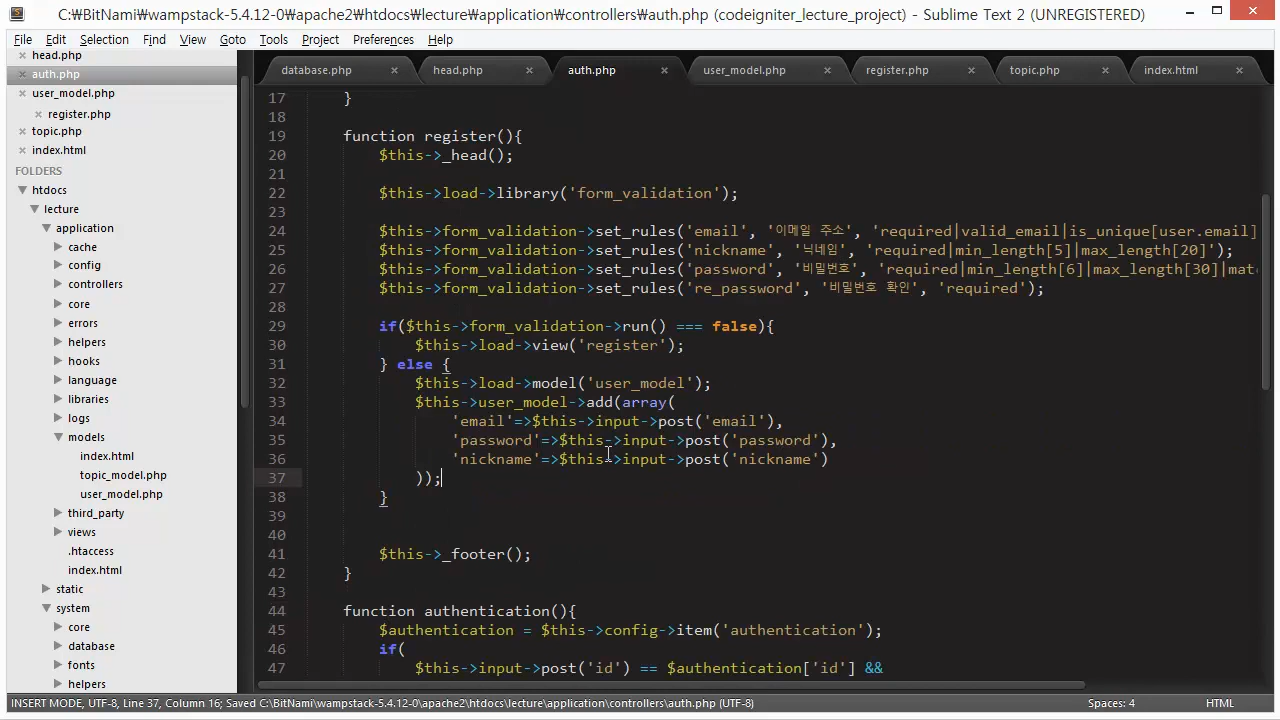 C:₩BitNami₩wampstack-5.4.12-0₩apache2₩htdocs₩lecture₩application₩controllers₩auth.php (codeigniter_lecture_project) - Sublime Text 2 (UNREGISTERED)
File Edit Selection Find View Goto Tools Project Preferences Help
head.php
auth.php
user_model.php
register.php
topic.php
index.html
FOLDERS
htdocs
lecture
application
cache
config
controllers
core
errors
helpers
hooks
language
libraries
logs
models
index.html
topic_model.php
user_model.php
third_party
views
.htaccess
index.html
static
system
core
database
fonts
helpers
database.php head.php auth.php user_model.php register.php topic.php index.html
17 }
18
19 function register(){
20 $this->_head();
21
22 $this->load->library('form_validation');
23
24 $this->form_validation->set_rules('email', '이메일 주소', 'required|valid_email|is_unique[user.email]
25 $this->form_validation->set_rules('nickname', '닉네임', 'required|min_length[5]|max_length[20]');
26 $this->form_validation->set_rules('password', '비밀번호', 'required|min_length[6]|max_length[30]|mat
27 $this->form_validation->set_rules('re_password', '비밀번호 확인', 'required');
28
29 if($this->form_validation->run() === false){
30 $this->load->view('register');
31 } else {
32 $this->load->model('user_model');
33 $this->user_model->add(array(
34 'email'=>$this->input->post('email'),
35 'password'=>$this->input->post('password'),
36 'nickname'=>$this->input->post('nickname')
37 ));
38 }
39
40
41 $this->_footer();
42 }
43
44 function authentication(){
45 $authentication = $this->config->item('authentication');
46 if(
47 $this->input->post('id') == $authentication['id'] &&
INSERT MODE, UTF-8, Line 37, Column 16; Saved C:₩BitNami₩wampstack-5.4.12-0₩apache2₩htdocs₩lecture₩application₩controllers₩auth.php (UTF-8) Spaces: 4 HTML